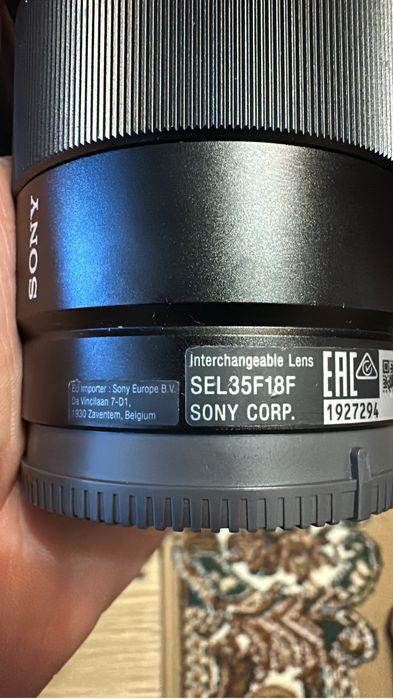 SONY
EU Importer : Sony Europe B.V.
Da Vincilaan 7-D1,
1930 Zaventem, Belgium
Interchangeable Lens
SEL35F18F
SONY CORP.
EAC
1927294